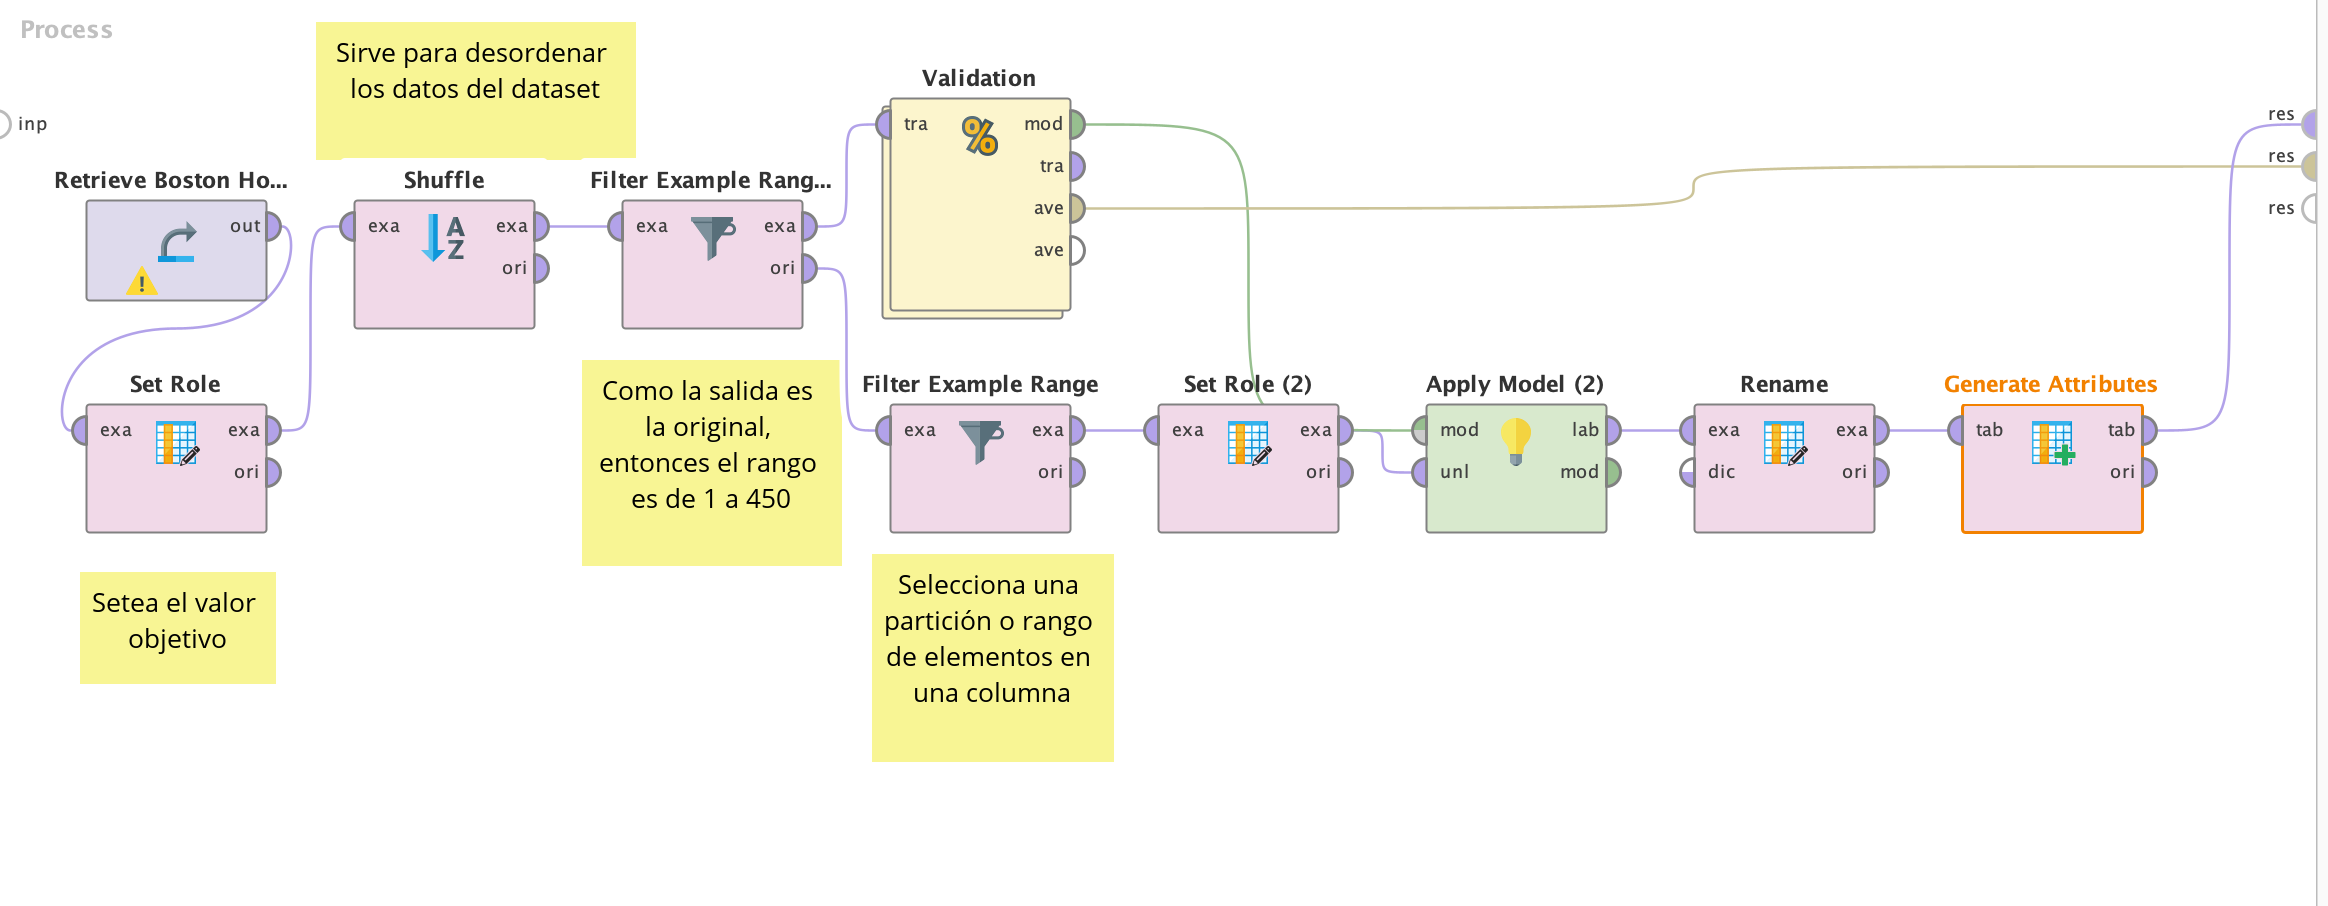 Process
Sirve para desordenar
los datos del dataset
Validation
inp
tra
mod
tra
ave
ave
res
res
res
Retrieve Boston Ho...
out
Shuffle
exa
exa
ori
Filter Example Rang...
exa
exa
ori
Set Role
exa
exa
ori
Como la salida es
la original,
entonces el rango
es de 1 a 450
Filter Example Range
exa
exa
ori
Set Role (2)
exa
exa
ori
Apply Model (2)
mod
lab
unl
mod
Rename
exa
exa
dic
ori
Generate Attributes
tab
tab
ori
Setea el valor
objetivo
Selecciona una
partición o rango
de elementos en
una columna